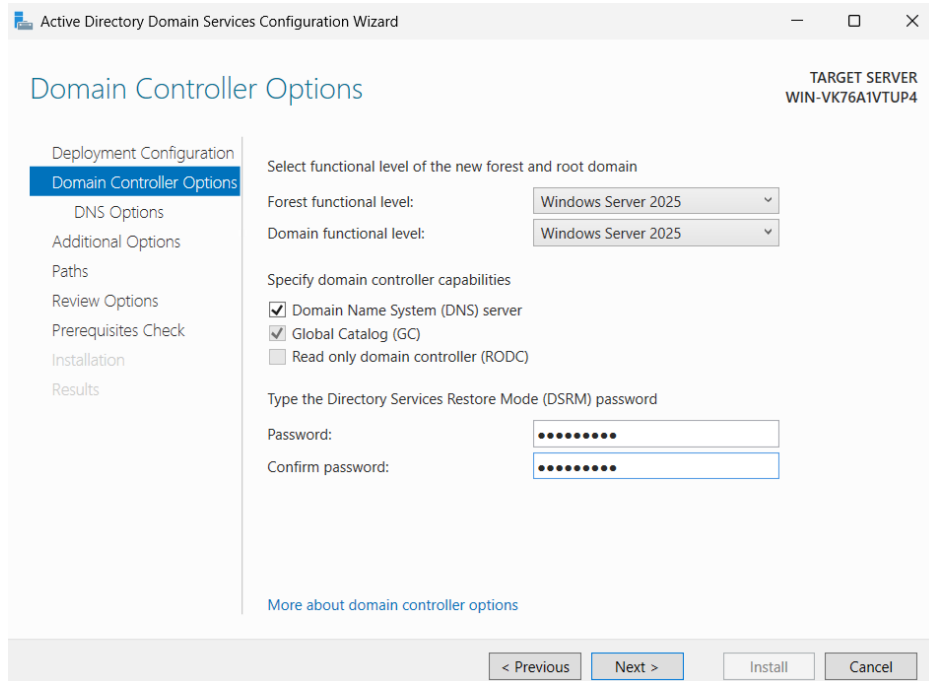 Active Directory Domain Services Configuration Wizard
Domain Controller Options
TARGET SERVER
WIN-VK76A1VTUP4
Deployment Configuration
Domain Controller Options
DNS Options
Additional Options
Paths
Review Options
Prerequisites Check
Installation
Results
Select functional level of the new forest and root domain
Forest functional level: Windows Server 2025
Domain functional level: Windows Server 2025
Specify domain controller capabilities
Domain Name System (DNS) server
Global Catalog (GC)
Read only domain controller (RODC)
Type the Directory Services Restore Mode (DSRM) password
Password: •••••••••
Confirm password: •••••••••
More about domain controller options
< Previous Next > Install Cancel